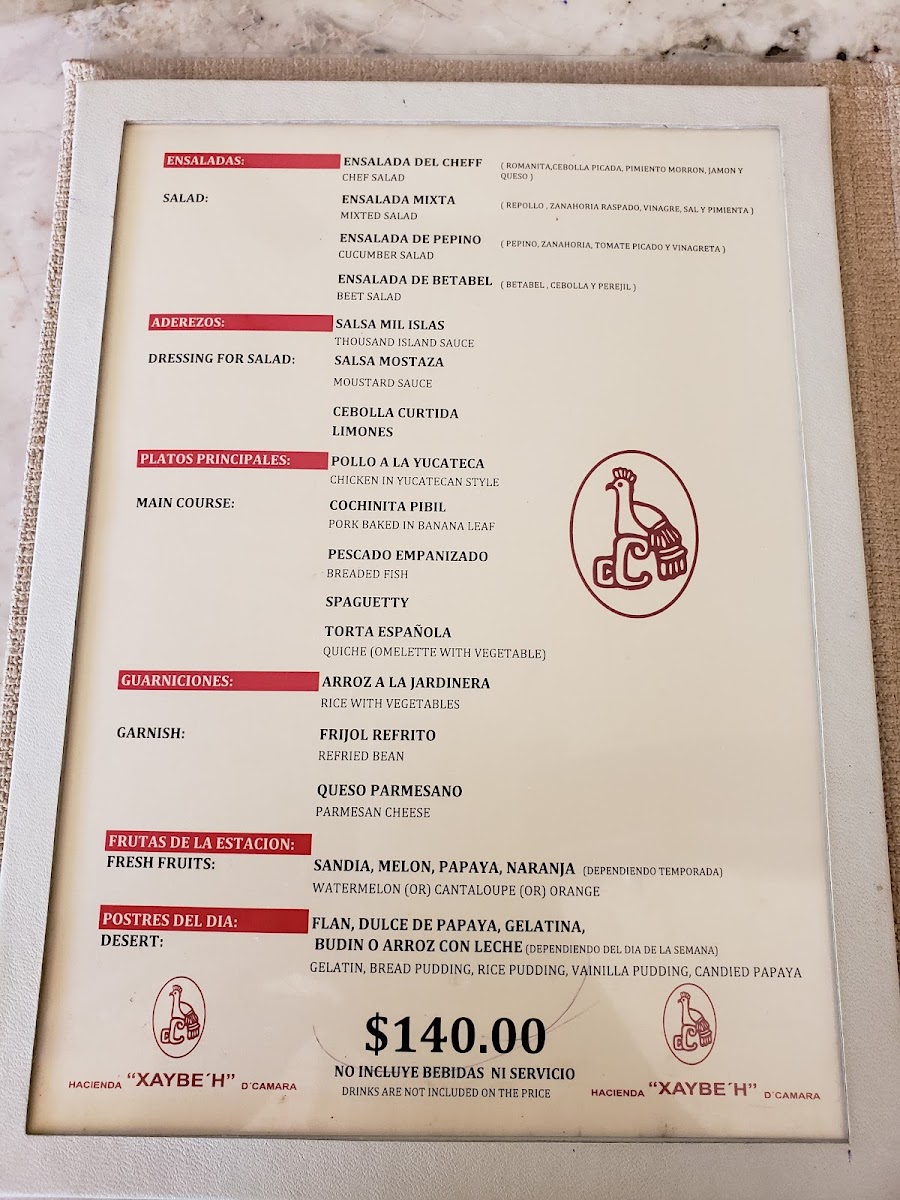 ENSALADAS: ENSALADA DEL CHEFF ( ROMANITA,CEBOLLA PICADA, PIMIENTO MORRON, JAMON Y
CHEF SALAD QUESO )
SALAD: ENSALADA MIXTA ( REPOLLO , ZANAHORIA RASPADO, VINAGRE, SAL Y PIMIENTA )
MIXTED SALAD
ENSALADA DE PEPINO ( PEPINO, ZANAHORIA, TOMATE PICADO Y VINAGRETA )
CUCUMBER SALAD
ENSALADA DE BETABEL ( BETABEL , CEBOLLA Y PEREJIL )
BEET SALAD
ADEREZOS: SALSA MIL ISLAS
THOUSAND ISLAND SAUCE
DRESSING FOR SALAD: SALSA MOSTAZA
MOUSTARD SAUCE
CEBOLLA CURTIDA
LIMONES
PLATOS PRINCIPALES: POLLO A LA YUCATECA
CHICKEN IN YUCATECAN STYLE
MAIN COURSE: COCHINITA PIBIL
PORK BAKED IN BANANA LEAF
PESCADO EMPANIZADO
BREADED FISH
SPAGUETTY
TORTA ESPAÑOLA
QUICHE (OMELETTE WITH VEGETABLE)
GUARNICIONES: ARROZ A LA JARDINERA
RICE WITH VEGETABLES
GARNISH: FRIJOL REFRITO
REFRIED BEAN
QUESO PARMESANO
PARMESAN CHEESE
FRUTAS DE LA ESTACION:
FRESH FRUITS: SANDIA, MELON, PAPAYA, NARANJA (DEPENDIENDO TEMPORADA)
WATERMELON (OR) CANTALOUPE (OR) ORANGE
POSTRES DEL DIA: FLAN, DULCE DE PAPAYA, GELATINA,
DESERT: BUDIN O ARROZ CON LECHE (DEPENDIENDO DEL DIA DE LA SEMANA)
GELATIN, BREAD PUDDING, RICE PUDDING, VAINILLA PUDDING, CANDIED PAPAYA
$140.00
NO INCLUYE BEBIDAS NI SERVICIO
DRINKS ARE NOT INCLUDED ON THE PRICE
HACIENDA "XAYBE´H" D´CAMARA
HACIENDA "XAYBE´H" D´CAMARA